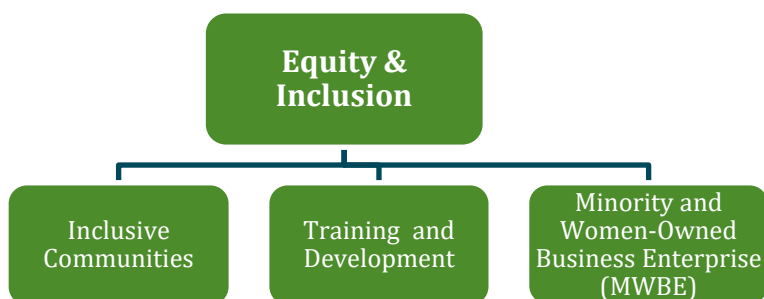 Equity &
Inclusion
Inclusive
Communities
Training and
Development
Minority and
Women-Owned
Business Enterprise
(MWBE)